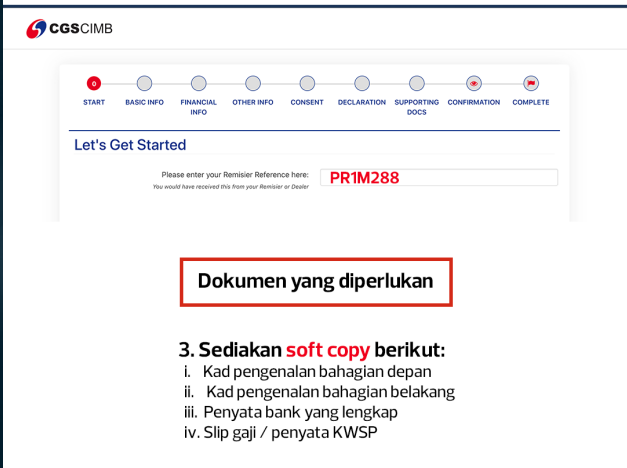 CGSCIMB
0
START
BASIC INFO
FINANCIAL
INFO
OTHER INFO
CONSENT
DECLARATION
SUPPORTING
DOCS
CONFIRMATION
COMPLETE
Let's Get Started
Please enter your Remisier Reference here:
PR1M288
You would have received this from your Remisier or Dealer
Dokumen yang diperlukan
3. Sediakan soft copy berikut:
i. Kad pengenalan bahagian depan
ii. Kad pengenalan bahagian belakang
iii. Penyata bank yang lengkap
iv. Slip gaji / penyata KWSP